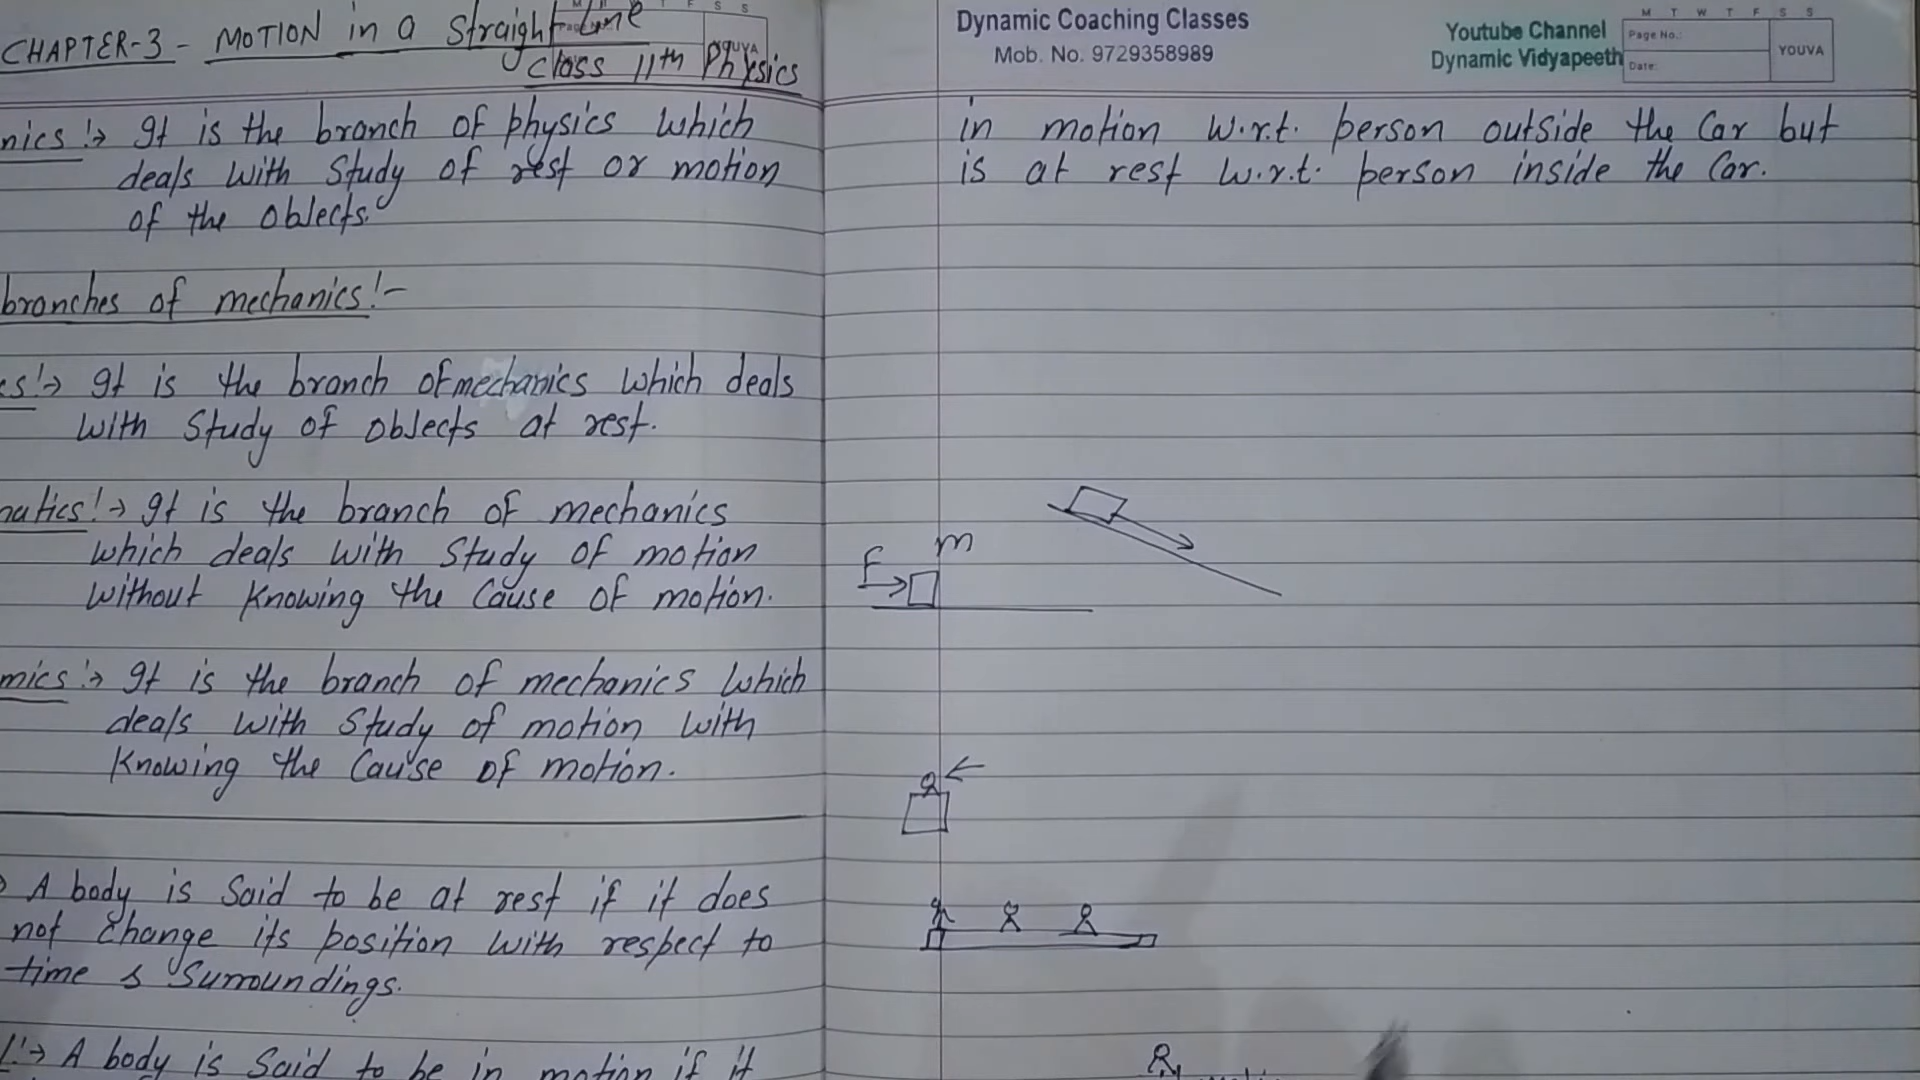 CHAPTER-3 - MOTION in a Straight Line
Class 11th Physics
nics:→ It is the branch of physics which
deals with Study of rest or motion
of the objects.
branches of mechanics:-
cs:→ It is the branch of mechanics which deals
with Study of objects at rest.
matics:→ It is the branch of mechanics
which deals with Study of motion
without Knowing the Cause of motion.
mics:→ It is the branch of mechanics which
deals with Study of motion with
Knowing the Cause of motion.
A body is Said to be at rest if it does
not change its position with respect to
time & Surroundings.
:→ A body is Said to be in motion if it
Dynamic Coaching Classes
Mob. No. 9729358989
Youtube Channel
Dynamic Vidyapeeth
M T W T F S S
Page No.:
Date:
YOUVA
in motion w.r.t. person outside the Car but
is at rest w.r.t. person inside the Car.
F
m